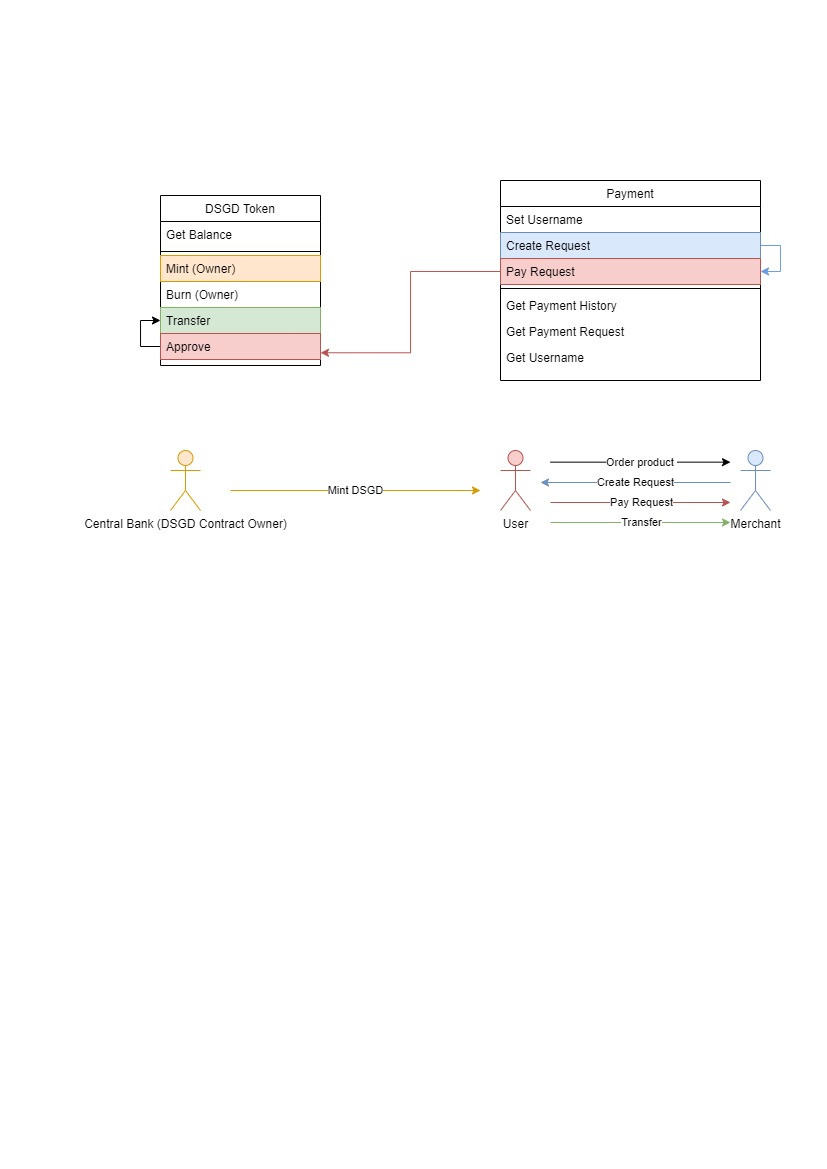 DSGD Token
Get Balance
Mint (Owner)
Burn (Owner)
Transfer
Approve
Payment
Set Username
Create Request
Pay Request
Get Payment History
Get Payment Request
Get Username
Central Bank (DSGD Contract Owner)
Mint DSGD
User
Order product
Create Request
Pay Request
Transfer
Merchant